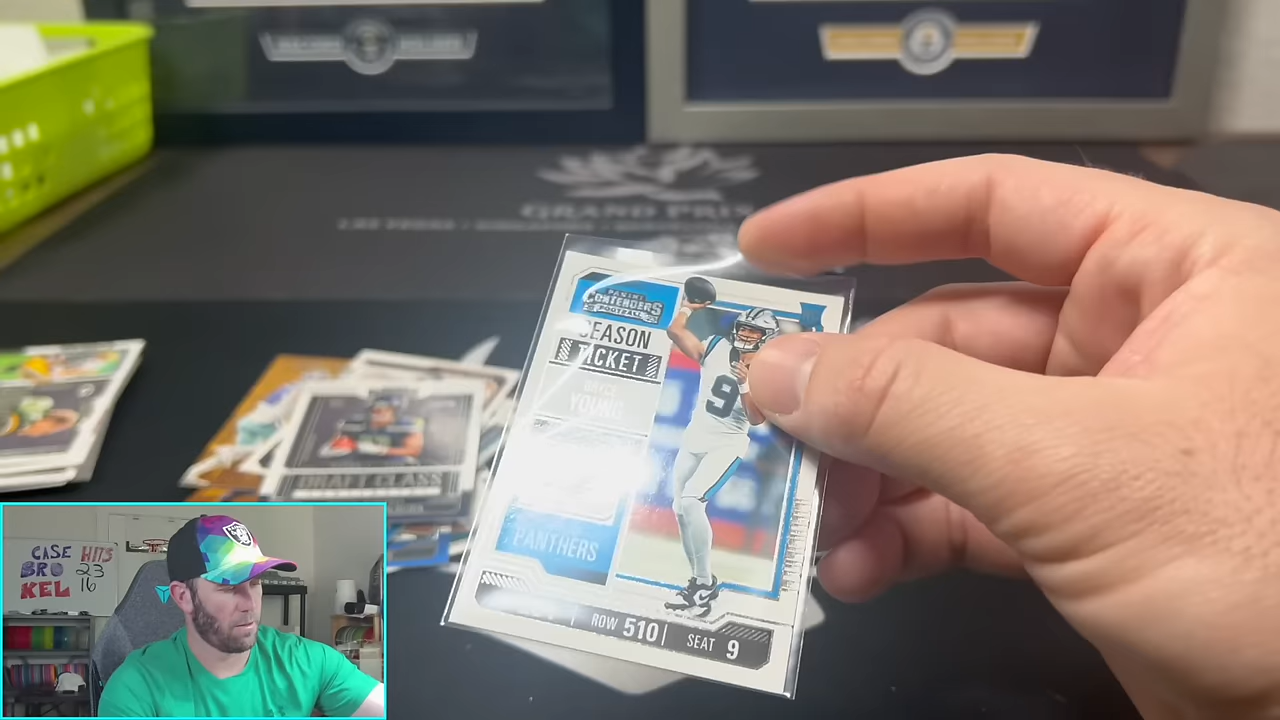 GRAND PRIX
PANINI
CONTENDERS
FOOTBALL
SEASON
TICKET
BRYCE
YOUNG
9
PANTHERS
ROW 510 SEAT 9
DRAFT CLASS
CASE HITS
BRO 23
KEL 16